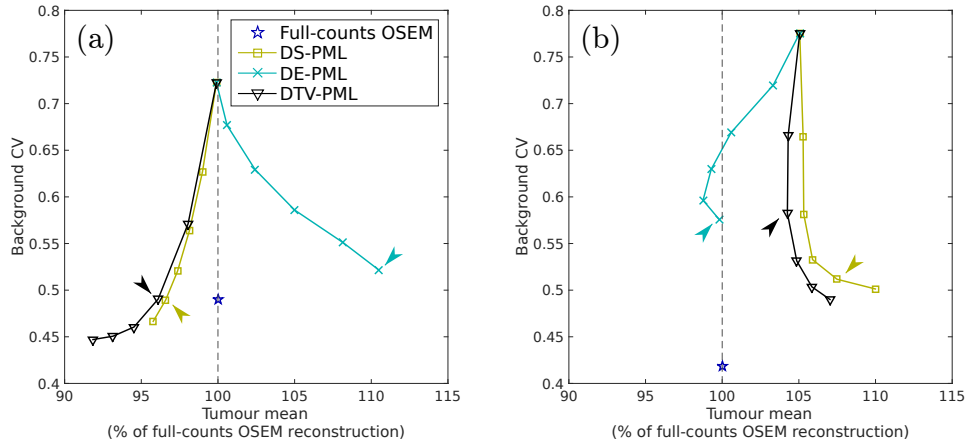 (a)
Full-counts OSEM
DS-PML
DE-PML
DTV-PML
Background CV
0.8
0.75
0.7
0.65
0.6
0.55
0.5
0.45
0.4
90
95
100
105
110
115
Tumour mean
(% of full-counts OSEM reconstruction)
(b)
Background CV
0.8
0.75
0.7
0.65
0.6
0.55
0.5
0.45
0.4
90
95
100
105
110
115
Tumour mean
(% of full-counts OSEM reconstruction)